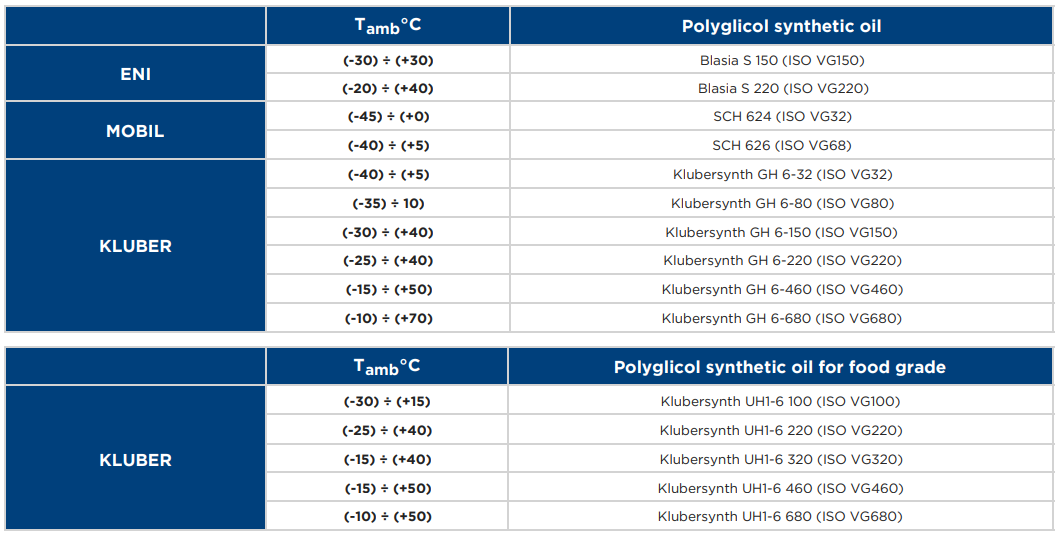 Tamb°C Polyglicol synthetic oil
ENI
(-30) ÷ (+30) Blasia S 150 (ISO VG150)
(-20) ÷ (+40) Blasia S 220 (ISO VG220)
MOBIL
(-45) ÷ (+0) SCH 624 (ISO VG32)
(-40) ÷ (+5) SCH 626 (ISO VG68)
KLUBER
(-40) ÷ (+5) Klubersynth GH 6-32 (ISO VG32)
(-35) ÷ 10) Klubersynth GH 6-80 (ISO VG80)
(-30) ÷ (+40) Klubersynth GH 6-150 (ISO VG150)
(-25) ÷ (+40) Klubersynth GH 6-220 (ISO VG220)
(-15) ÷ (+50) Klubersynth GH 6-460 (ISO VG460)
(-10) ÷ (+70) Klubersynth GH 6-680 (ISO VG680)
Tamb°C Polyglicol synthetic oil for food grade
KLUBER
(-30) ÷ (+15) Klubersynth UH1-6 100 (ISO VG100)
(-25) ÷ (+40) Klubersynth UH1-6 220 (ISO VG220)
(-15) ÷ (+40) Klubersynth UH1-6 320 (ISO VG320)
(-15) ÷ (+50) Klubersynth UH1-6 460 (ISO VG460)
(-10) ÷ (+50) Klubersynth UH1-6 680 (ISO VG680)